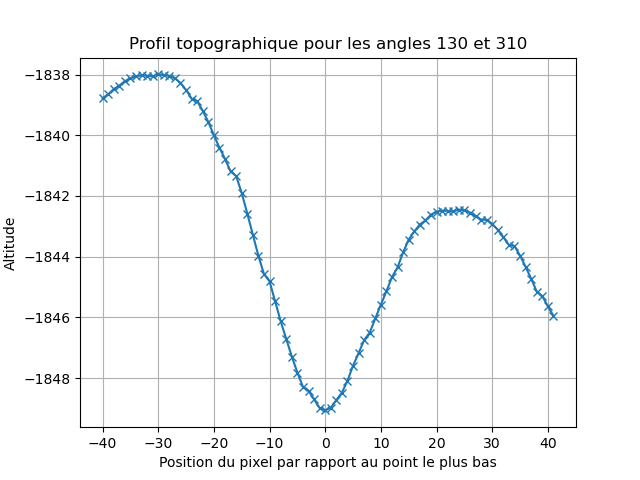 Profil topographique pour les angles 130 et 310
Altitude
−1838
−1840
−1842
−1844
−1846
−1848
−40 −30 −20 −10 0 10 20 30 40
Position du pixel par rapport au point le plus bas